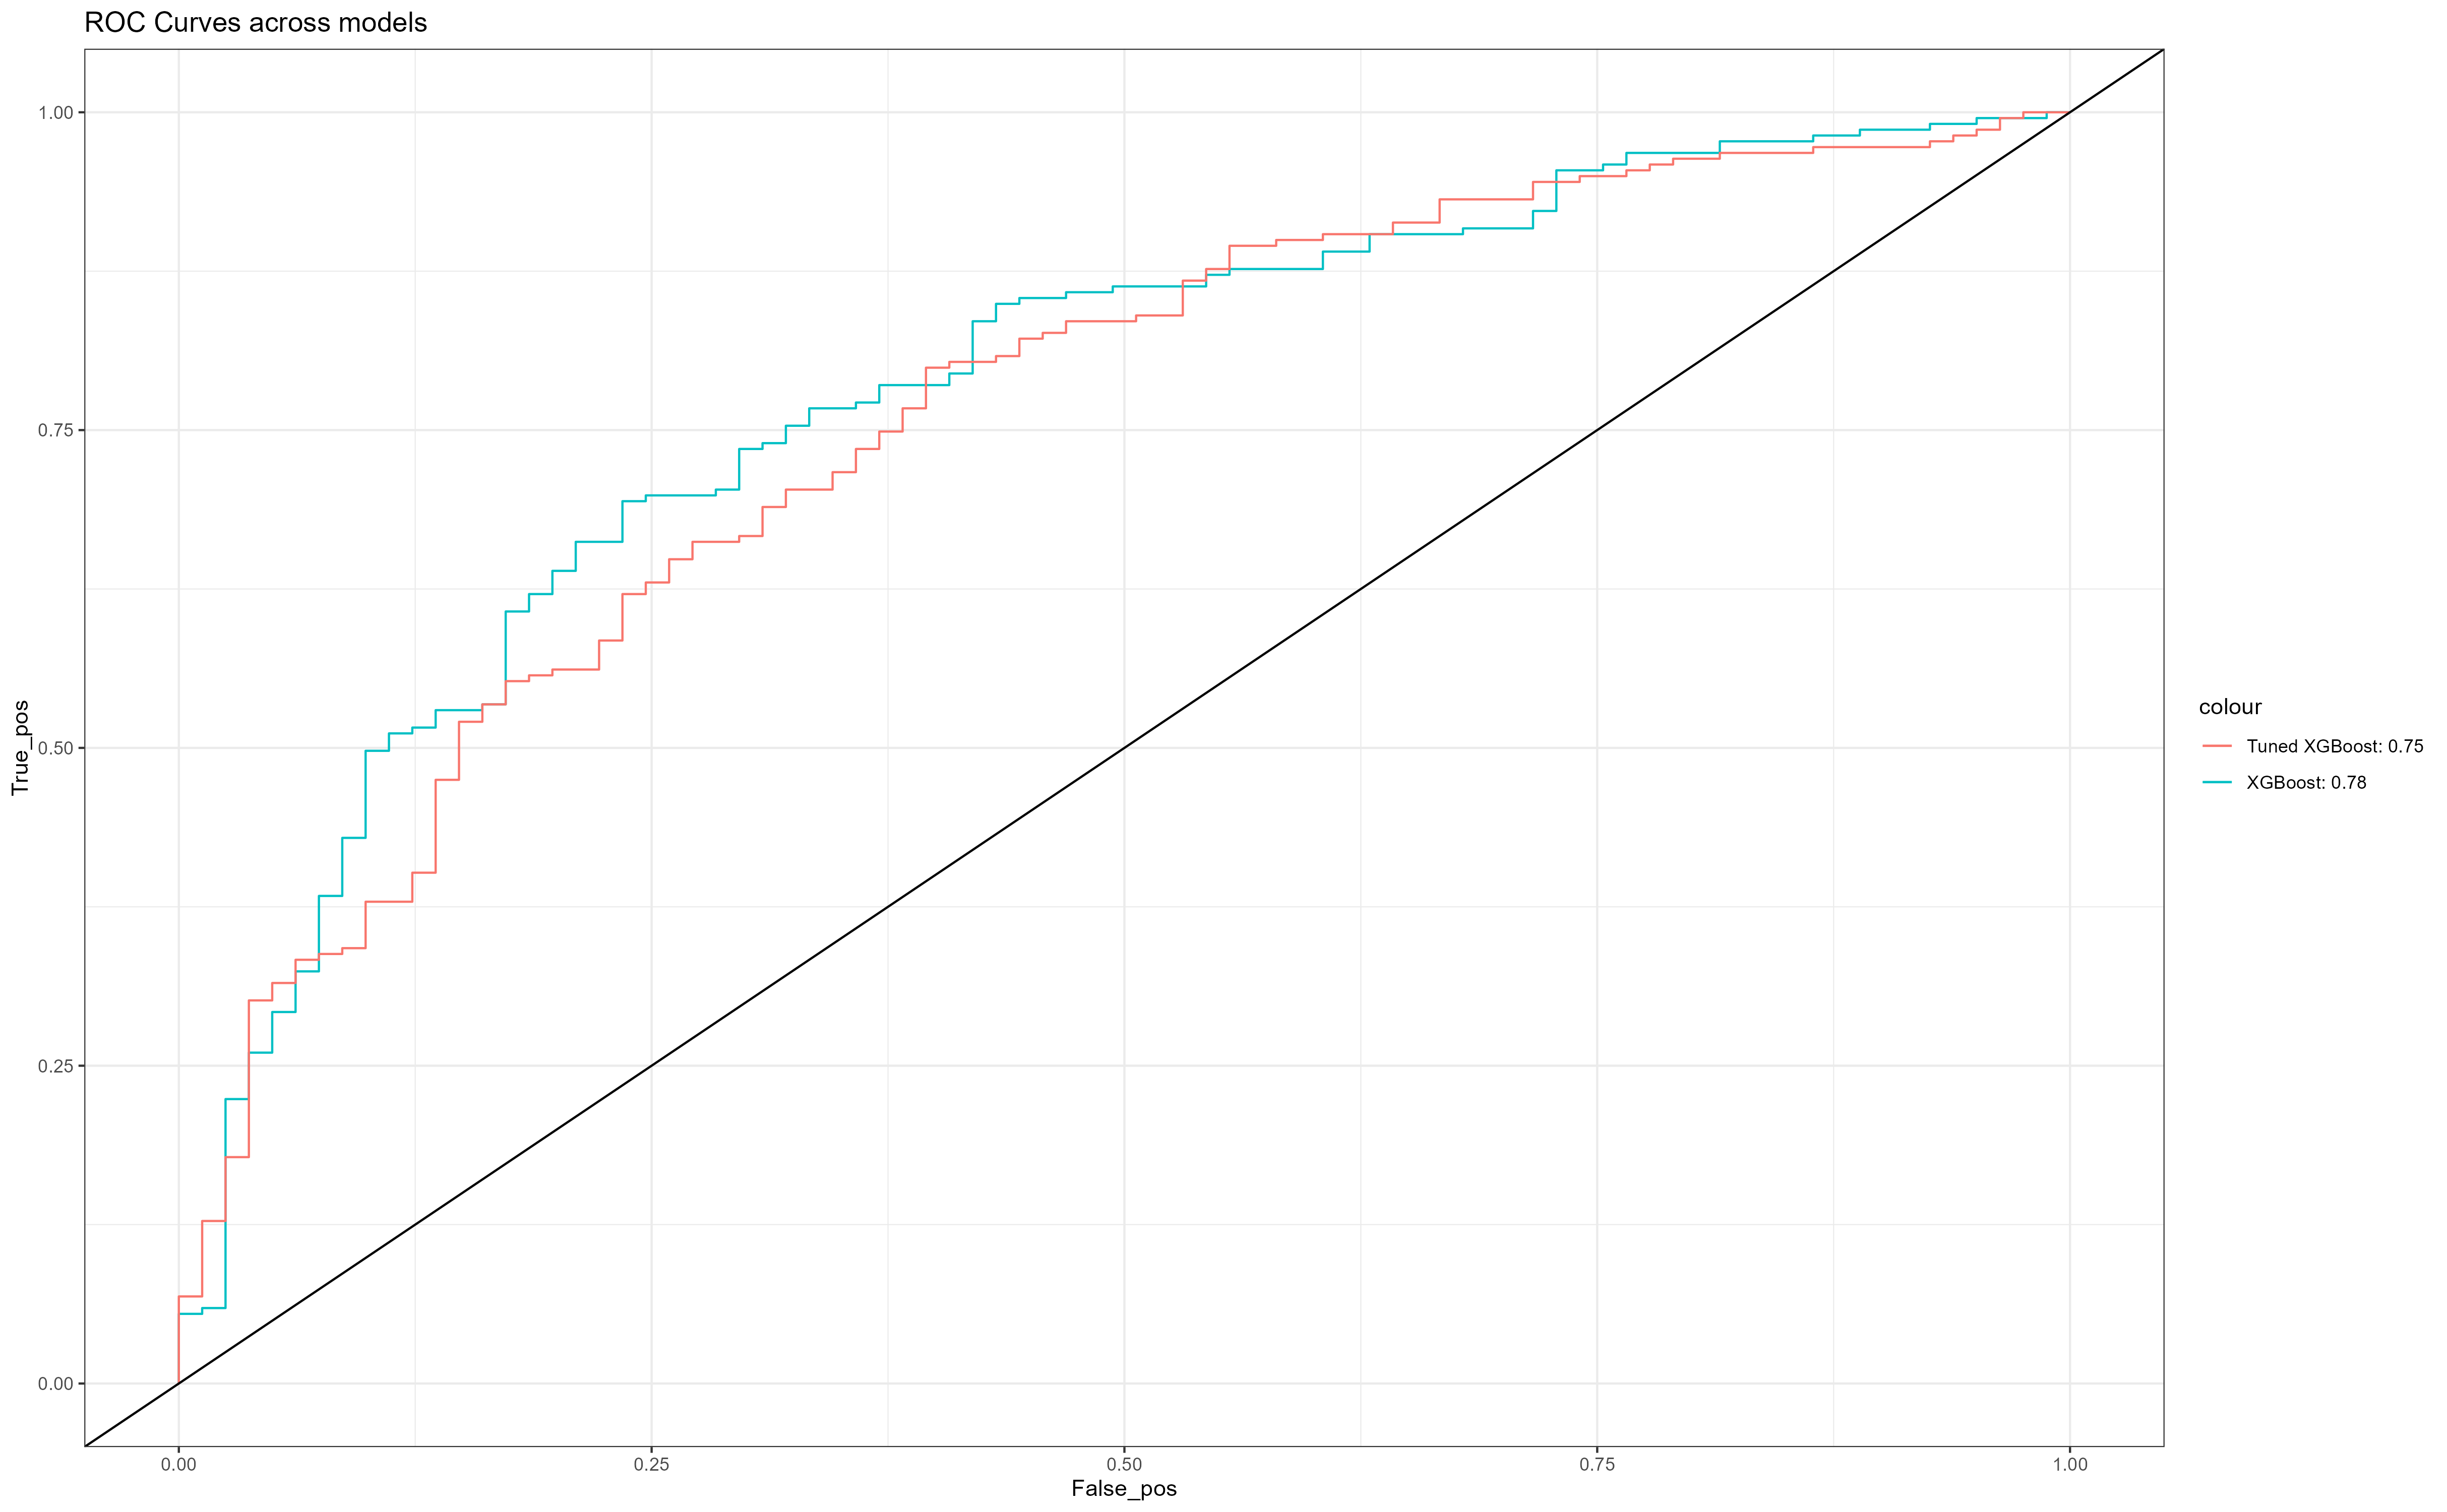 ROC Curves across models
1.00
0.75
0.50
0.25
0.00
True_pos
0.00
0.25
0.50
0.75
1.00
False_pos
colour
Tuned XGBoost: 0.75
XGBoost: 0.78